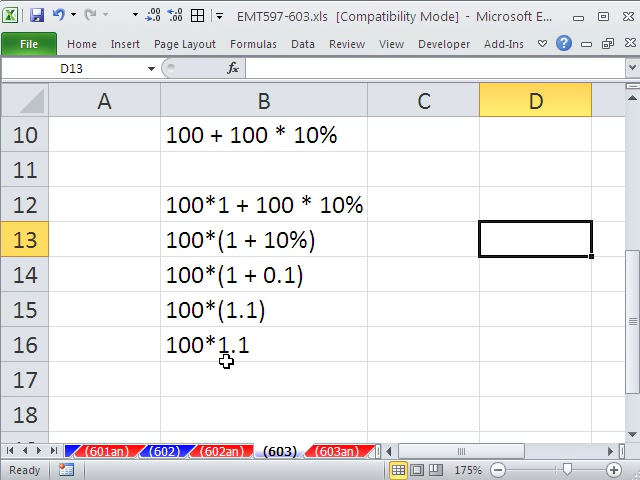 EMT597-603.xls [Compatibility Mode] - Microsoft E...
File Home Insert Page Layout Formulas Data Review View Developer Add-Ins
D13 fx
A B C D
10 100 + 100 * 10%
11
12 100*1 + 100 * 10%
13 100*(1 + 10%)
14 100*(1 + 0.1)
15 100*(1.1)
16 100*1.1
17
18
(601an) (602) (602an) (603) (603an)
Ready 175%